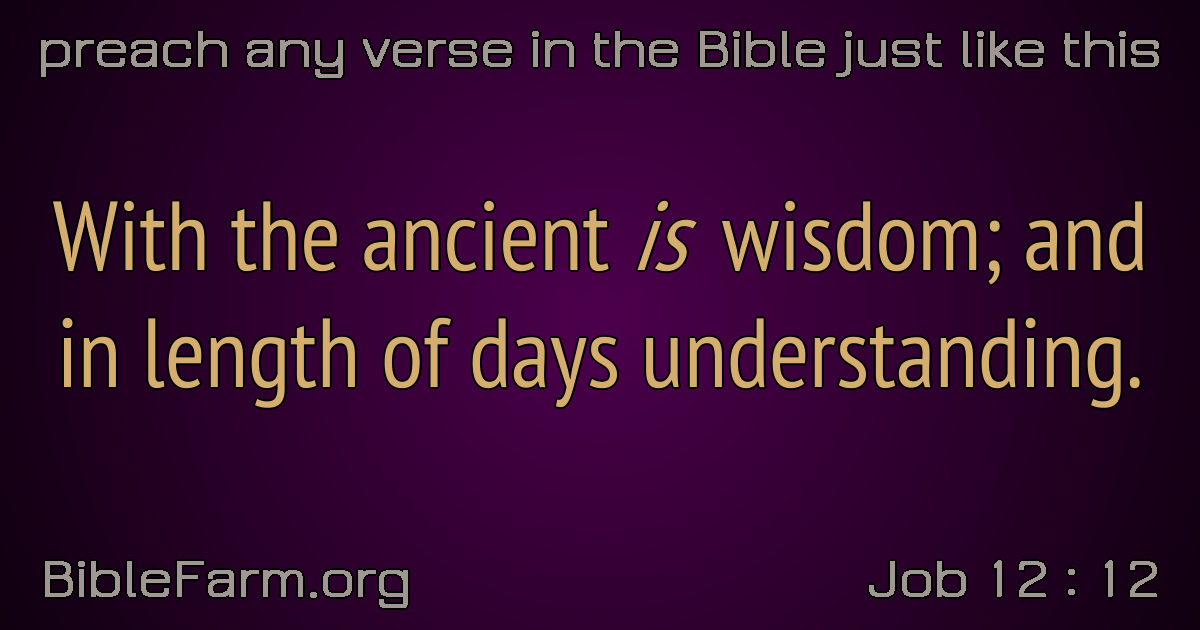 preach any verse in the Bible just like this
With the ancient is wisdom; and
in length of days understanding.
BibleFarm.org
Job 12 : 12